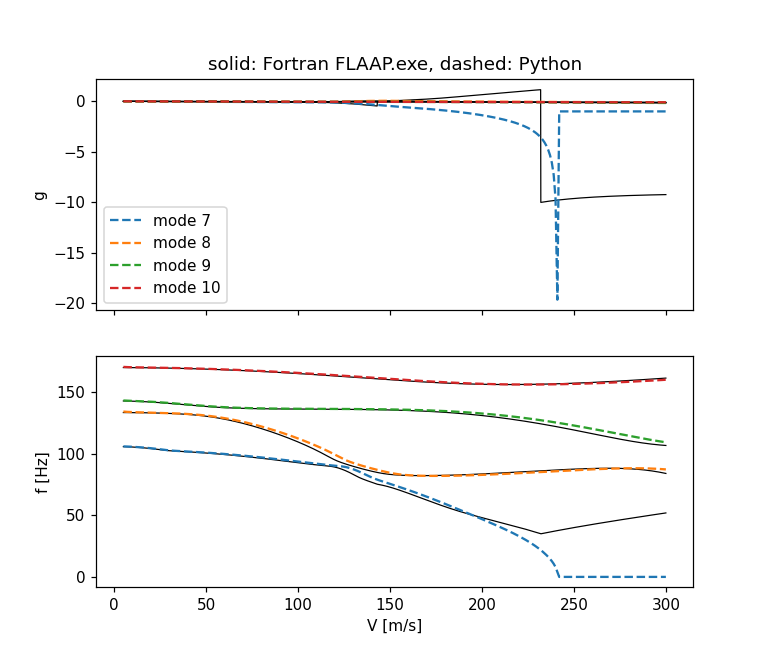 solid: Fortran FLAAP.exe, dashed: Python
g
0
−5
−10
−15
−20
mode 7
mode 8
mode 9
mode 10
f [Hz]
150
100
50
0
0 50 100 150 200 250 300
V [m/s]